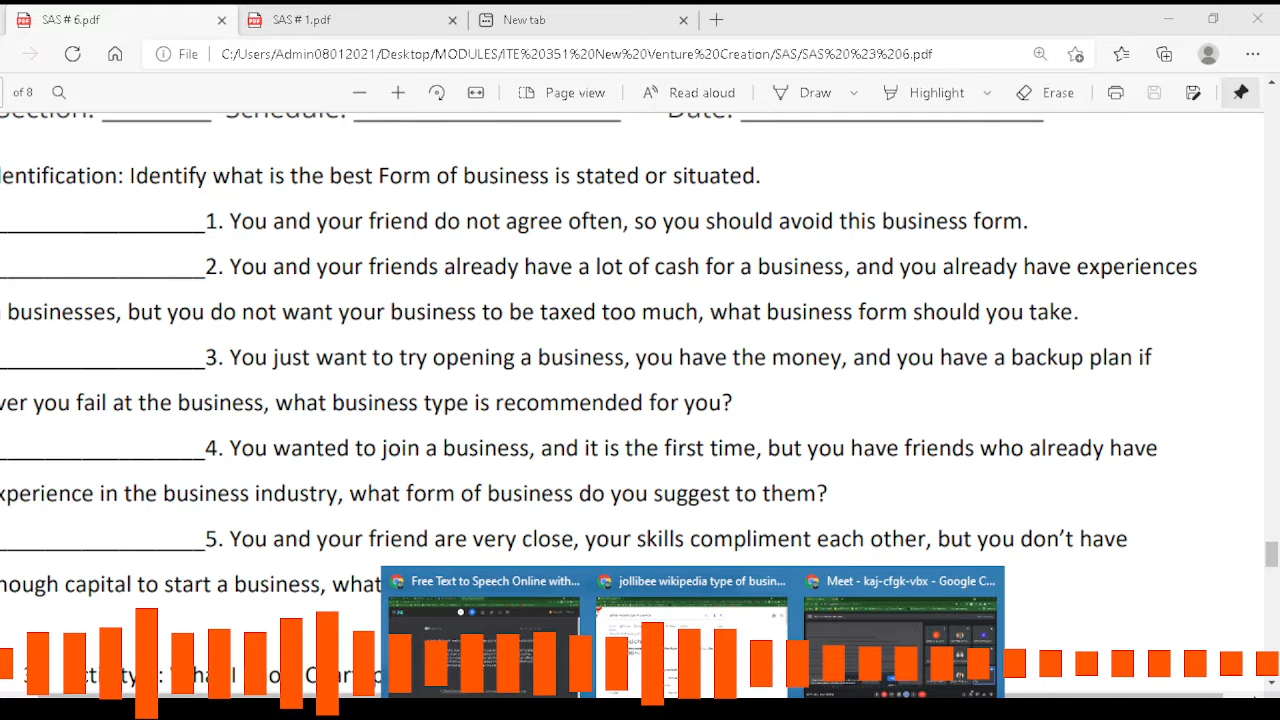 SAS # 6.pdf
SAS # 1.pdf
New tab
File C:/Users/Admin08012021/Desktop/MODULES/ITE%20351%20New%20Venture%20Creation/SAS/SAS%20%23%206.pdf
of 8 Page view Read aloud Draw Highlight Erase
Section: Schedule: Date:
dentification: Identify what is the best Form of business is stated or situated.
1. You and your friend do not agree often, so you should avoid this business form.
2. You and your friends already have a lot of cash for a business, and you already have experiences
businesses, but you do not want your business to be taxed too much, what business form should you take.
3. You just want to try opening a business, you have the money, and you have a backup plan if
ver you fail at the business, what business type is recommended for you?
4. You wanted to join a business, and it is the first time, but you have friends who already have
xperience in the business industry, what form of business do you suggest to them?
5. You and your friend are very close, your skills compliment each other, but you don't have
nough capital to start a business, what
Free Text to Speech Online with...
jollibee wikipedia type of busin...
Meet - kaj-cfgk-vbx - Google C...